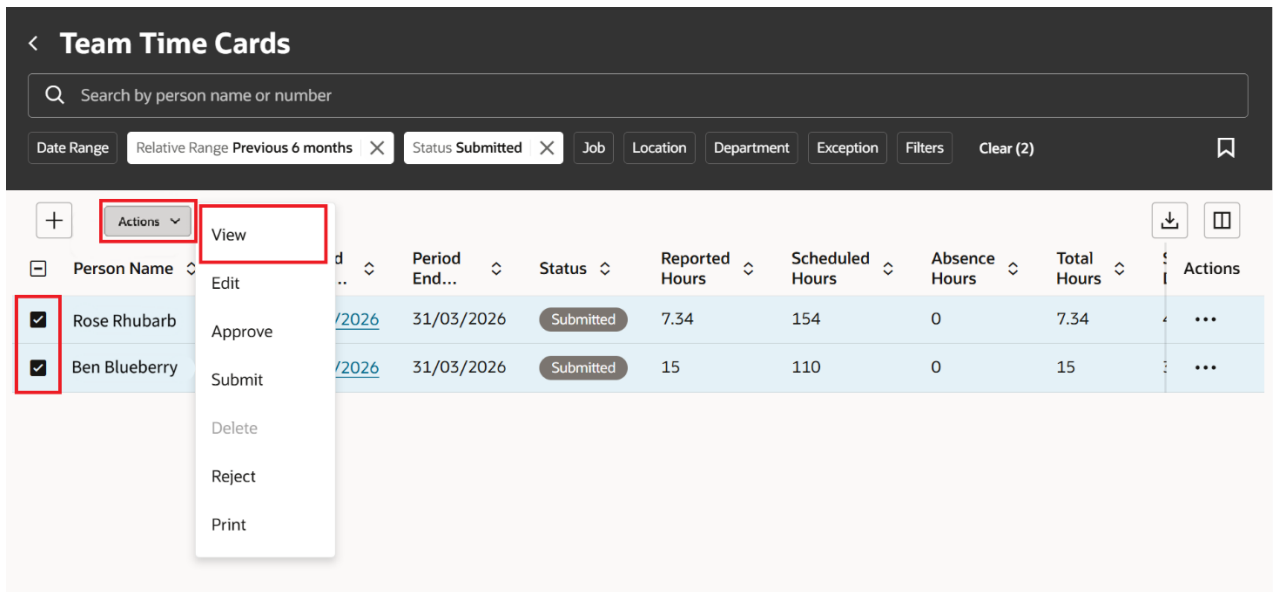 Team Time Cards
Search by person name or number
Date Range Relative Range Previous 6 months Status Submitted Job Location Department Exception Filters Clear (2)
Actions
View
Edit
Approve
Submit
Delete
Reject
Print
Person Name Period End... Status Reported Hours Scheduled Hours Absence Hours Total Hours Actions
Rose Rhubarb /2026 31/03/2026 Submitted 7.34 154 0 7.34 ...
Ben Blueberry /2026 31/03/2026 Submitted 15 110 0 15 ...